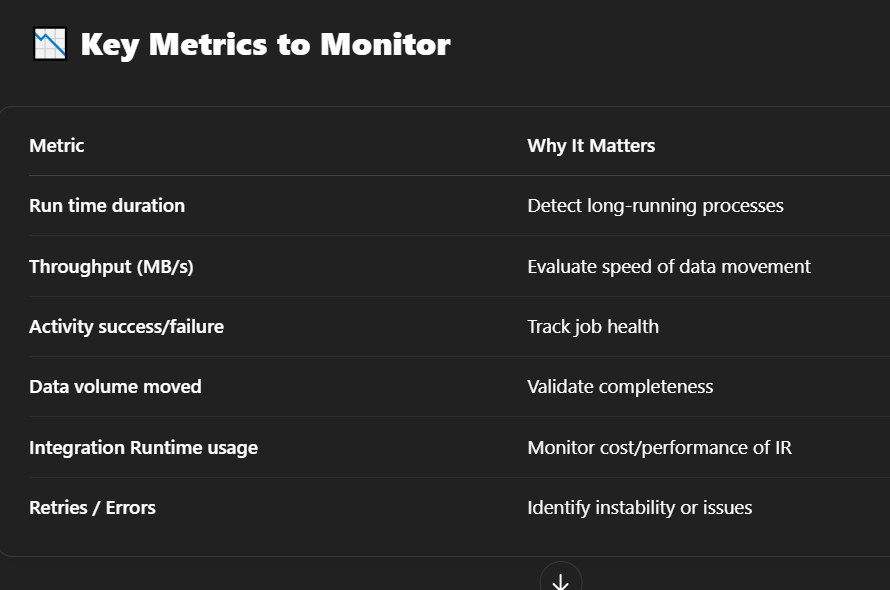 Key Metrics to Monitor
Metric Why It Matters
Run time duration Detect long-running processes
Throughput (MB/s) Evaluate speed of data movement
Activity success/failure Track job health
Data volume moved Validate completeness
Integration Runtime usage Monitor cost/performance of IR
Retries / Errors Identify instability or issues